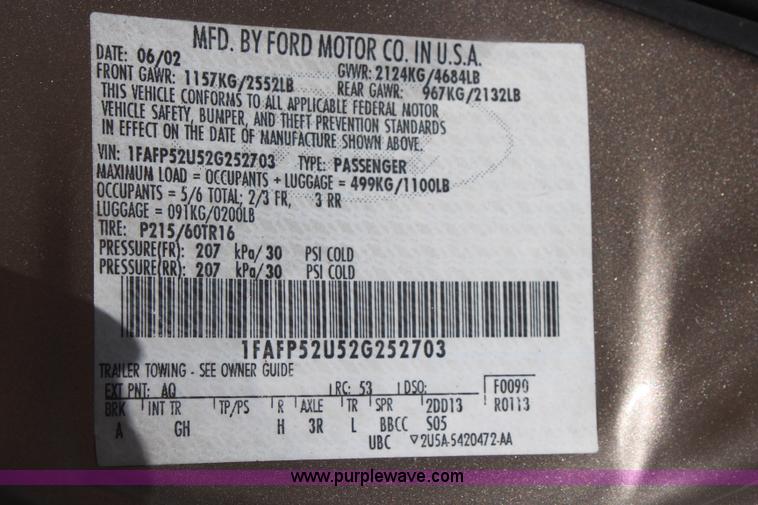 MFD. BY FORD MOTOR CO. IN U.S.A.
DATE: 06/02 GVWR: 2124KG/4684LB
FRONT GAWR: 1157KG/2552LB REAR GAWR: 967KG/2132LB
THIS VEHICLE CONFORMS TO ALL APPLICABLE FEDERAL MOTOR
VEHICLE SAFETY, BUMPER, AND THEFT PREVENTION STANDARDS
IN EFFECT ON THE DATE OF MANUFACTURE SHOWN ABOVE.
VIN: 1FAFP52U52G252703 TYPE: PASSENGER
MAXIMUM LOAD = OCCUPANTS + LUGGAGE = 499KG/1100LB
OCCUPANTS = 5/6 TOTAL; 2/3 FR, 3 RR
LUGGAGE = 091KG/0200LB
TIRE: P215/60TR16
PRESSURE(FR): 207 kPa/30 PSI COLD
PRESSURE(RR): 207 kPa/30 PSI COLD
1FAFP52U52G252703
TRAILER TOWING - SEE OWNER GUIDE
EXT PNT: AQ RC: 53 DSO: F0090
BRK INT TR TP/PS R AXLE TR SPR 2DD13 R0113
A GH H 3R L BBCC S05
UBC ▽2U5A-5420472-AA
www.purplewave.com